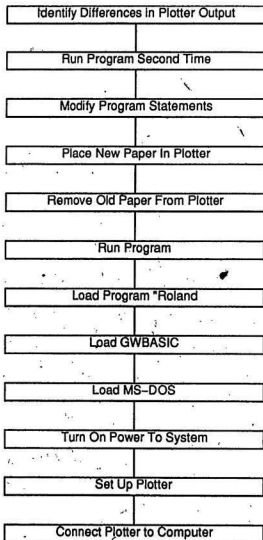 Identify Differences in Plotter Output
Run Program Second Time
Modify Program Statements
Place New Paper In Plotter
Remove Old Paper From Plotter
Run Program
Load Program "Roland
Load GWBASIC
Load MS-DOS
Turn On Power To System
Set Up Plotter
Connect Plotter to Computer